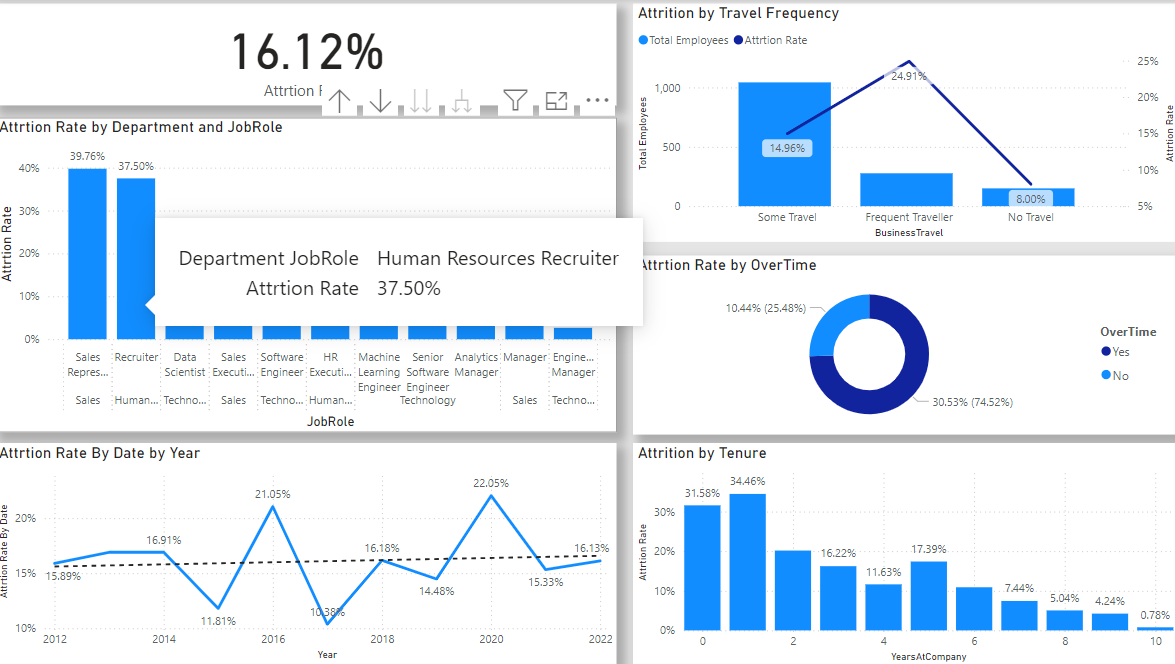 16.12%
Attrtion R
Attrtion Rate by Department and JobRole
Attrtion Rate
40%
30%
20%
10%
0%
39.76%
37.50%
Department JobRole Human Resources Recruiter
Attrtion Rate 37.50%
Sales Repres...
Recruiter
Data Scientist
Sales Executi...
Software Engineer
HR Executi...
Machine Learning Engineer
Senior Software Engineer
Analytics Manager
Manager
Engine... Manager
Sales
Human...
Techno...
Sales
Techno...
Human...
Technology
Sales
Techno...
JobRole
Attrtion Rate By Date by Year
Attrtion Rate By Date
20%
15%
10%
15.89%
16.91%
11.81%
21.05%
10.38%
16.18%
14.48%
22.05%
15.33%
16.13%
2012 2014 2016 2018 2020 2022
Year
Attrition by Travel Frequency
Total Employees Attrtion Rate
Total Employees
1,000
500
0
14.96%
24.91%
8.00%
25%
20%
15%
10%
5%
Attrtion Rate
Some Travel Frequent Traveller No Travel
BusinessTravel
Attrtion Rate by OverTime
10.44% (25.48%)
30.53% (74.52%)
OverTime
Yes
No
Attrition by Tenure
Attrtion Rate
30%
20%
10%
0%
31.58%
34.46%
16.22%
11.63%
17.39%
7.44%
5.04%
4.24%
0.78%
0 2 4 6 8 10
YearsAtCompany